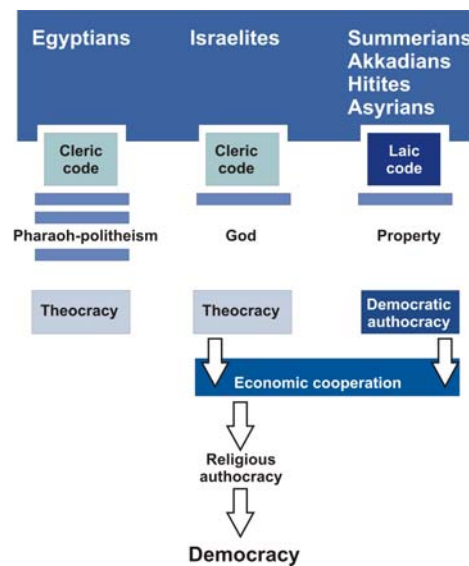 Egyptians
Israelites
Summerians
Akkadians
Hitites
Asyrians
Cleric
code
Cleric
code
Laic
code
Pharaoh-politheism
God
Property
Theocracy
Theocracy
Democratic
authocracy
Economic cooperation
Religious
authocracy
Democracy